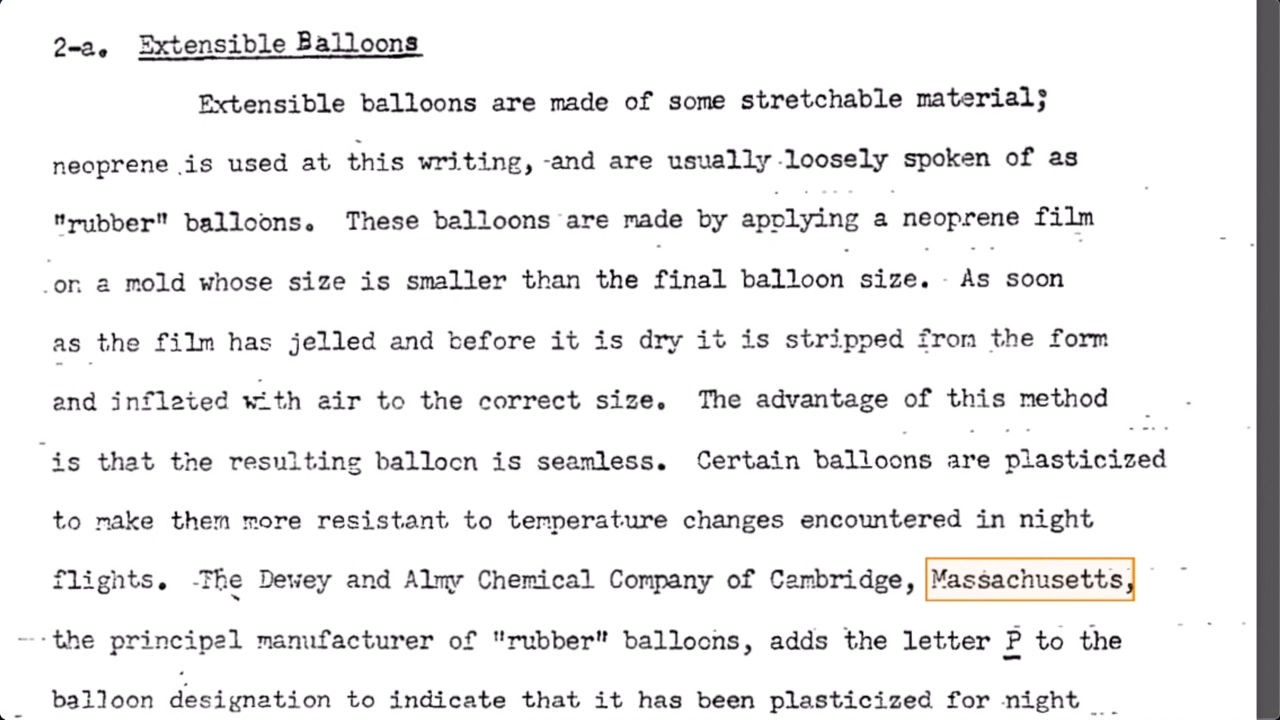 2-a. Extensible Balloons
Extensible balloons are made of some stretchable material;
neoprene is used at this writing, and are usually loosely spoken of as
"rubber" balloons. These balloons are made by applying a neoprene film
on a mold whose size is smaller than the final balloon size. As soon
as the film has jelled and before it is dry it is stripped from the form
and inflated with air to the correct size. The advantage of this method
is that the resulting balloon is seamless. Certain balloons are plasticized
to make them more resistant to temperature changes encountered in night
flights. The Dewey and Almy Chemical Company of Cambridge, Massachusetts,
the principal manufacturer of "rubber" balloons, adds the letter P to the
balloon designation to indicate that it has been plasticized for night